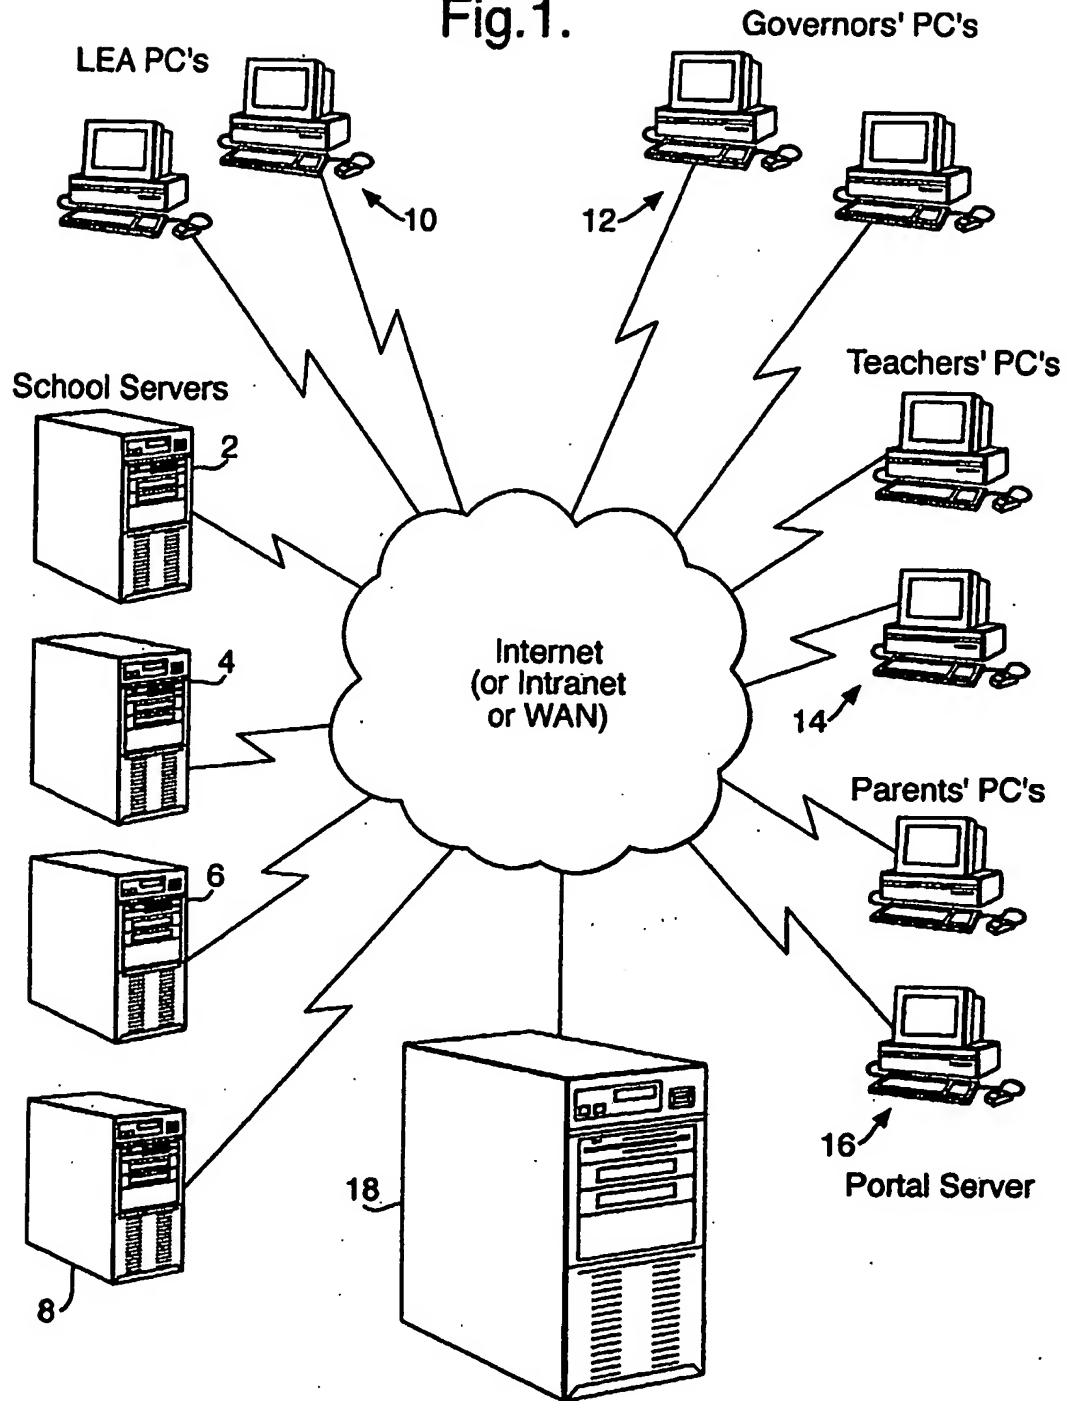 Fig.1.
LEA PC's
Governors' PC's
10
12
School Servers
Teachers' PC's
2
4
Internet
(or Intranet
or WAN)
14
Parents' PC's
6
16
18
Portal Server
8